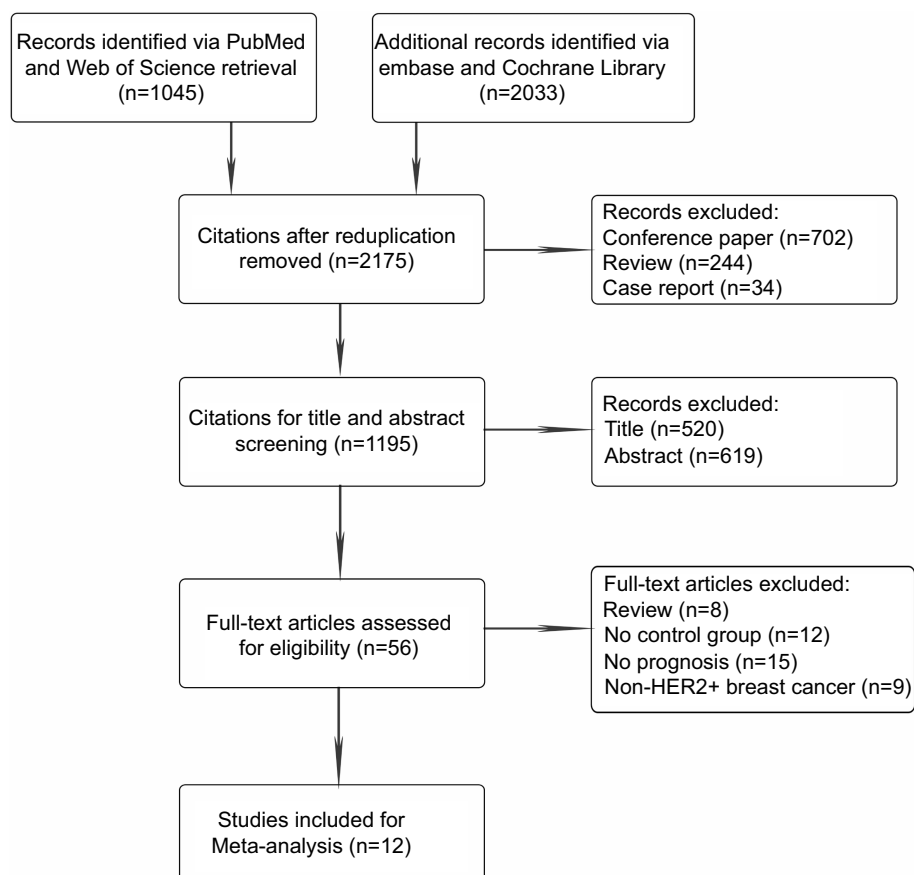 Records identified via PubMed
and Web of Science retrieval
(n=1045)
Additional records identified via
embase and Cochrane Library
(n=2033)
Citations after reduplication
removed (n=2175)
Records excluded:
Conference paper (n=702)
Review (n=244)
Case report (n=34)
Citations for title and abstract
screening (n=1195)
Records excluded:
Title (n=520)
Abstract (n=619)
Full-text articles assessed
for eligibility (n=56)
Full-text articles excluded:
Review (n=8)
No control group (n=12)
No prognosis (n=15)
Non-HER2+ breast cancer (n=9)
Studies included for
Meta-analysis (n=12)